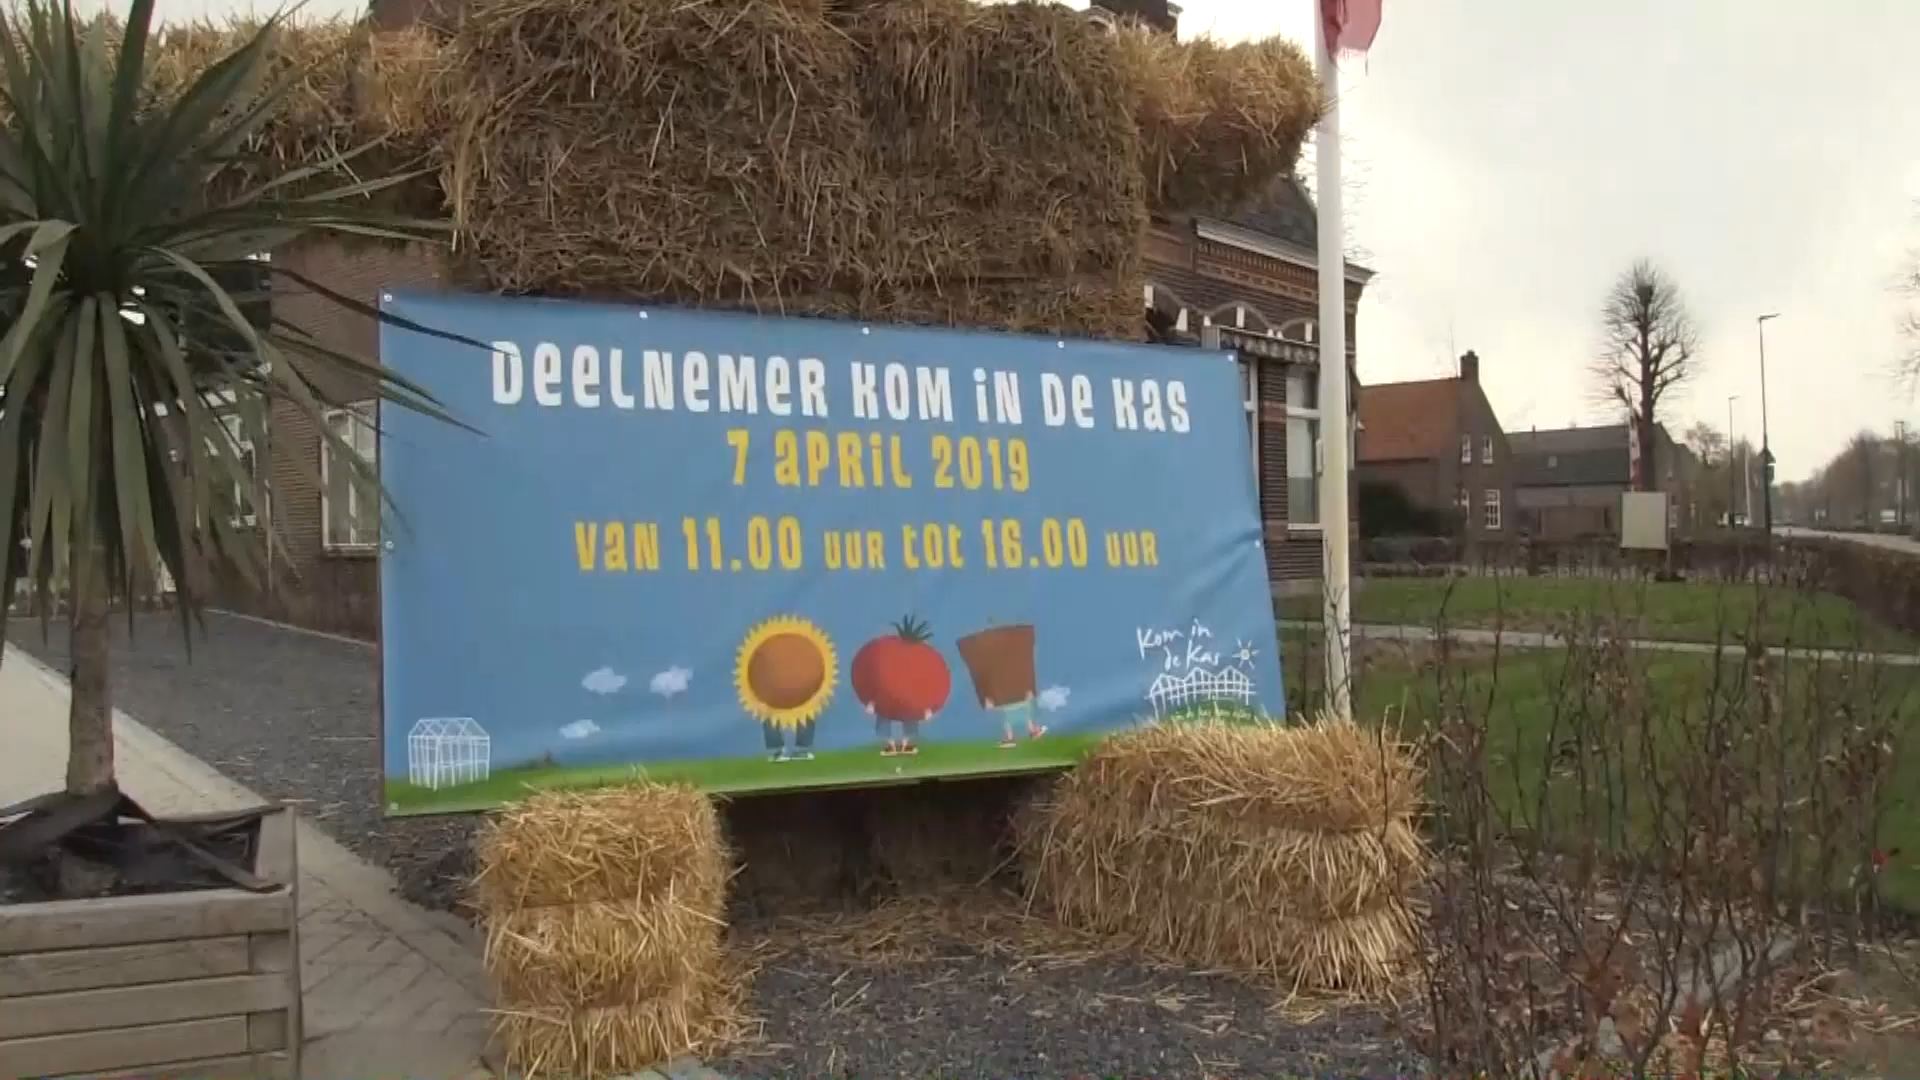 Deelnemer Kom in de Kas
7 april 2019
van 11.00 uur tot 16.00 uur
Kom in
de Kas